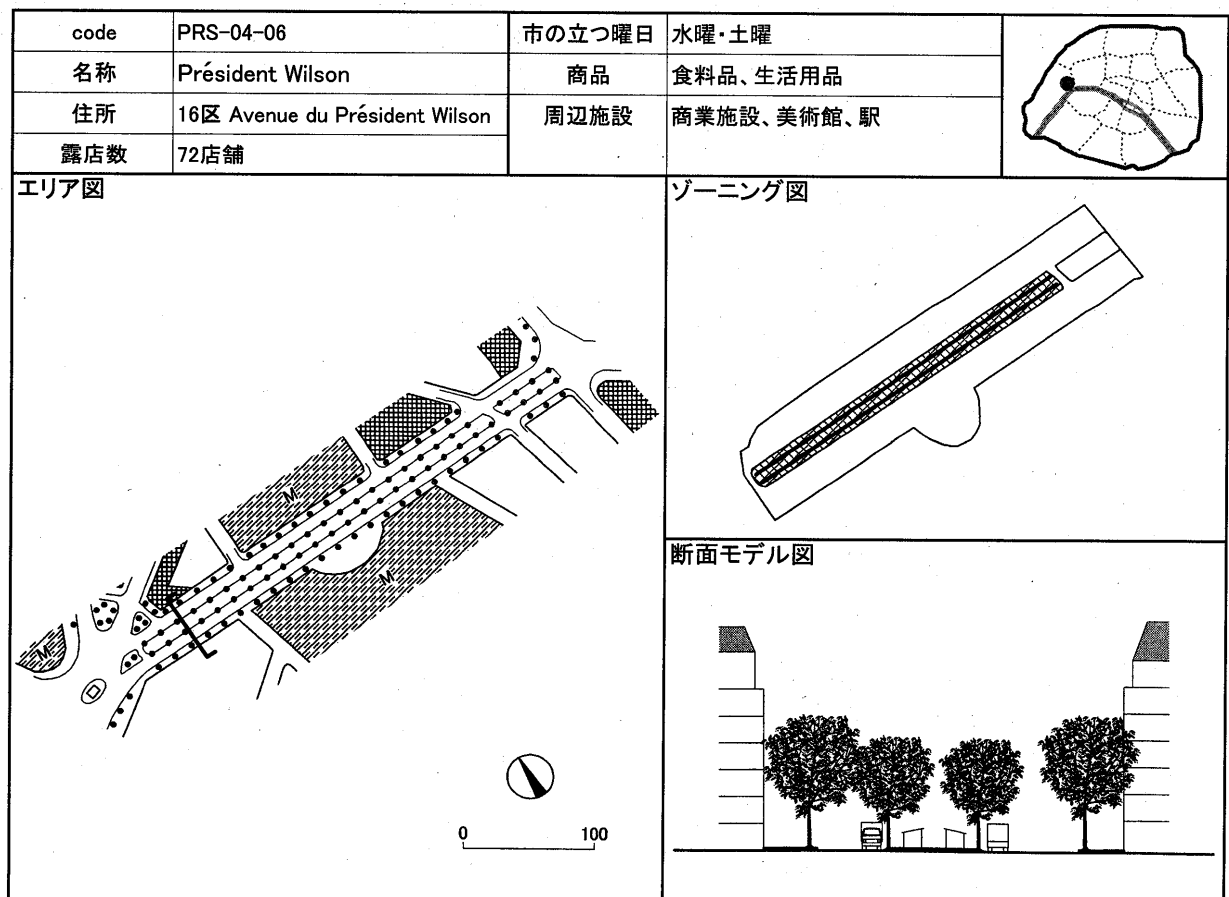 code PRS-04-06 市の立つ曜日 水曜・土曜
名称 Président Wilson 商品 食料品、生活用品
住所 16区 Avenue du Président Wilson 周辺施設 商業施設、美術館、駅
露店数 72店舗
エリア図 ゾーニング図
M
M
M
断面モデル図
0 100